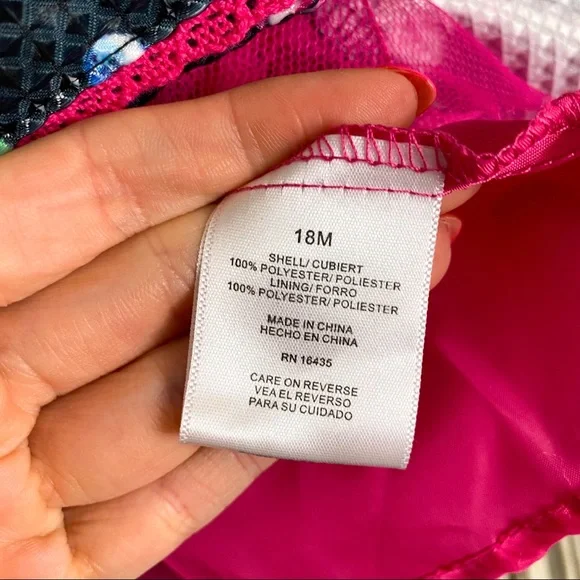 18M
SHELL/ CUBIERT
100% POLYESTER/ POLIESTER
LINING/ FORRO
100% POLYESTER/ POLIESTER
MADE IN CHINA
HECHO EN CHINA
RN 16435
CARE ON REVERSE
VEA EL REVERSO
PARA SU CUIDADO